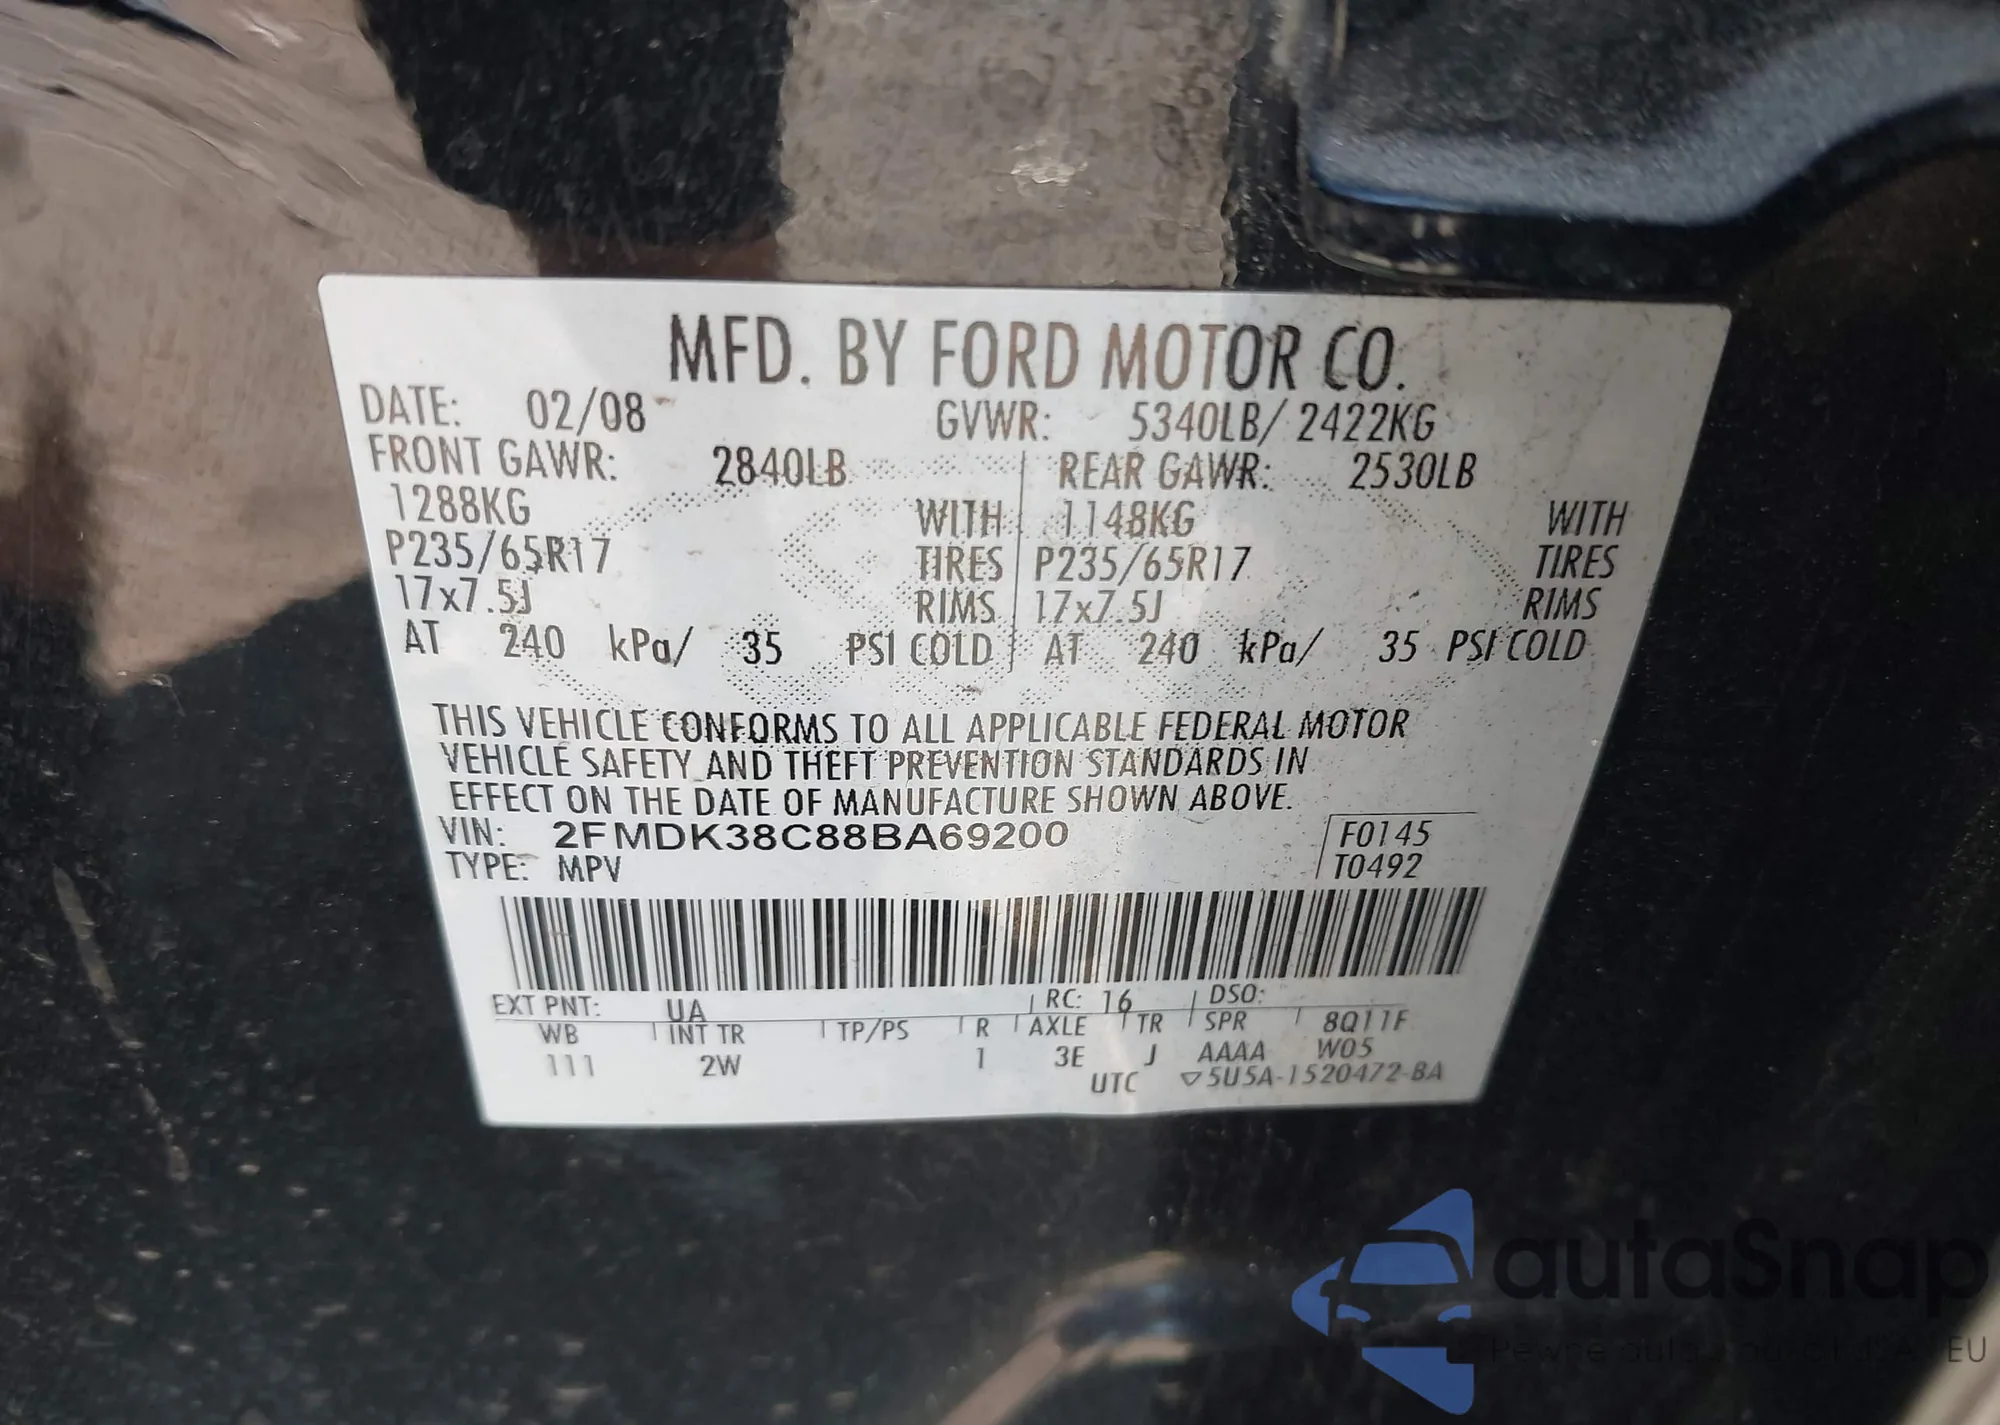 MFD. BY FORD MOTOR CO.
DATE: 02/08 GVWR: 5340LB/ 2422KG
FRONT GAWR: 2840LB REAR GAWR: 2530LB
1288KG WITH 1148KG WITH
P235/65R17 TIRES P235/65R17 TIRES
17x7.5J RIMS 17x7.5J RIMS
AT 240 kPa/ 35 PSI COLD AT 240 kPa/ 35 PSI COLD
THIS VEHICLE CONFORMS TO ALL APPLICABLE FEDERAL MOTOR
VEHICLE SAFETY AND THEFT PREVENTION STANDARDS IN
EFFECT ON THE DATE OF MANUFACTURE SHOWN ABOVE.
VIN: 2FMDK38C88BA69200 F0145
TYPE: MPV T0492
EXT PNT: UA RC: 16 DSO:
WB INT TR TP/PS R AXLE TR SPR 8Q11F
111 2W 1 3E J AAAA W05
UTC ▽5U5A-1520472-BA
autaSnap
EU